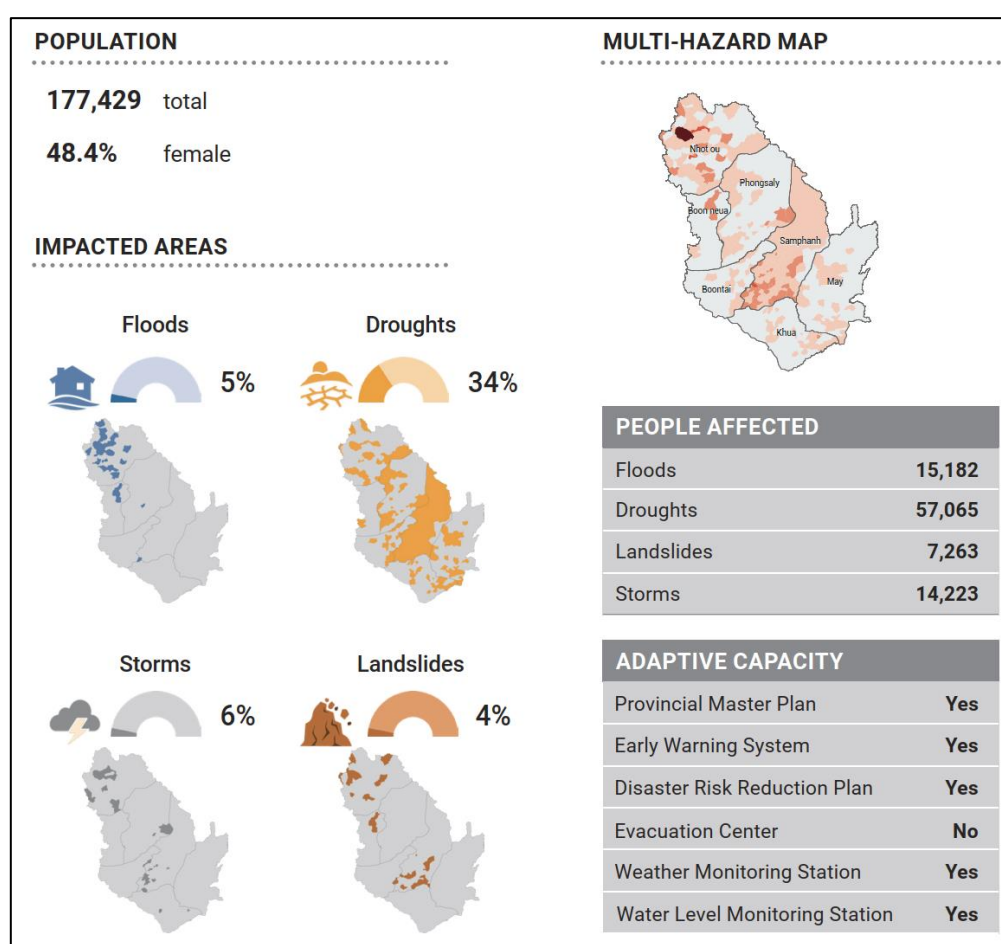 POPULATION
177,429 total
48.4% female
IMPACTED AREAS
Floods
5%
Droughts
34%
Storms
6%
Landslides
4%
MULTI-HAZARD MAP
Nhot ou
Phongsaly
Boon neua
Samphanh
Boontai
May
Khua
PEOPLE AFFECTED
Floods 15,182
Droughts 57,065
Landslides 7,263
Storms 14,223
ADAPTIVE CAPACITY
Provincial Master Plan Yes
Early Warning System Yes
Disaster Risk Reduction Plan Yes
Evacuation Center No
Weather Monitoring Station Yes
Water Level Monitoring Station Yes